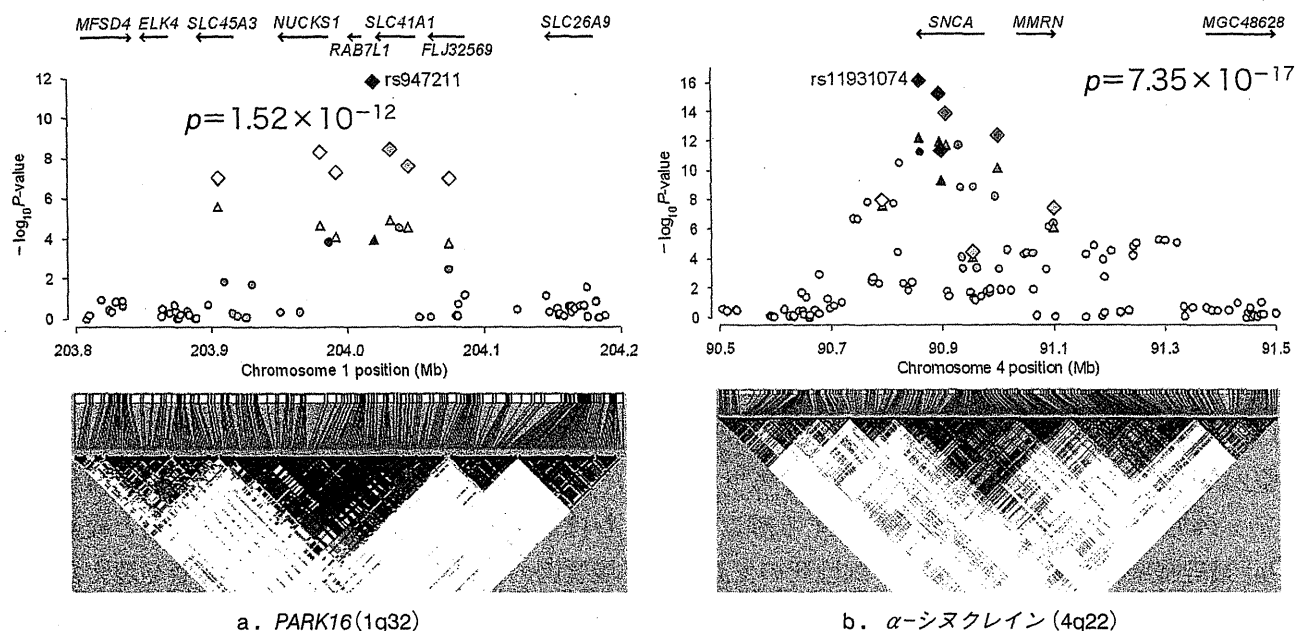 MFSD4 ELK4 SLC45A3 NUCKS1 SLC41A1 SLC26A9
RAB7L1 FLJ32569
rs947211
p=1.52×10−12
12
10
8
6
4
2
0
−log10P-value
203.8 203.9 204.0 204.1 204.2
Chromosome 1 position (Mb)
a. PARK16(1q32)
SNCA MMRN MGC48628
rs11931074
p=7.35×10−17
16
14
12
10
8
6
4
2
0
−log10P-value
90.5 90.7 90.9 91.1 91.3 91.5
Chromosome 4 position (Mb)
b. α-シヌクレイン(4q22)